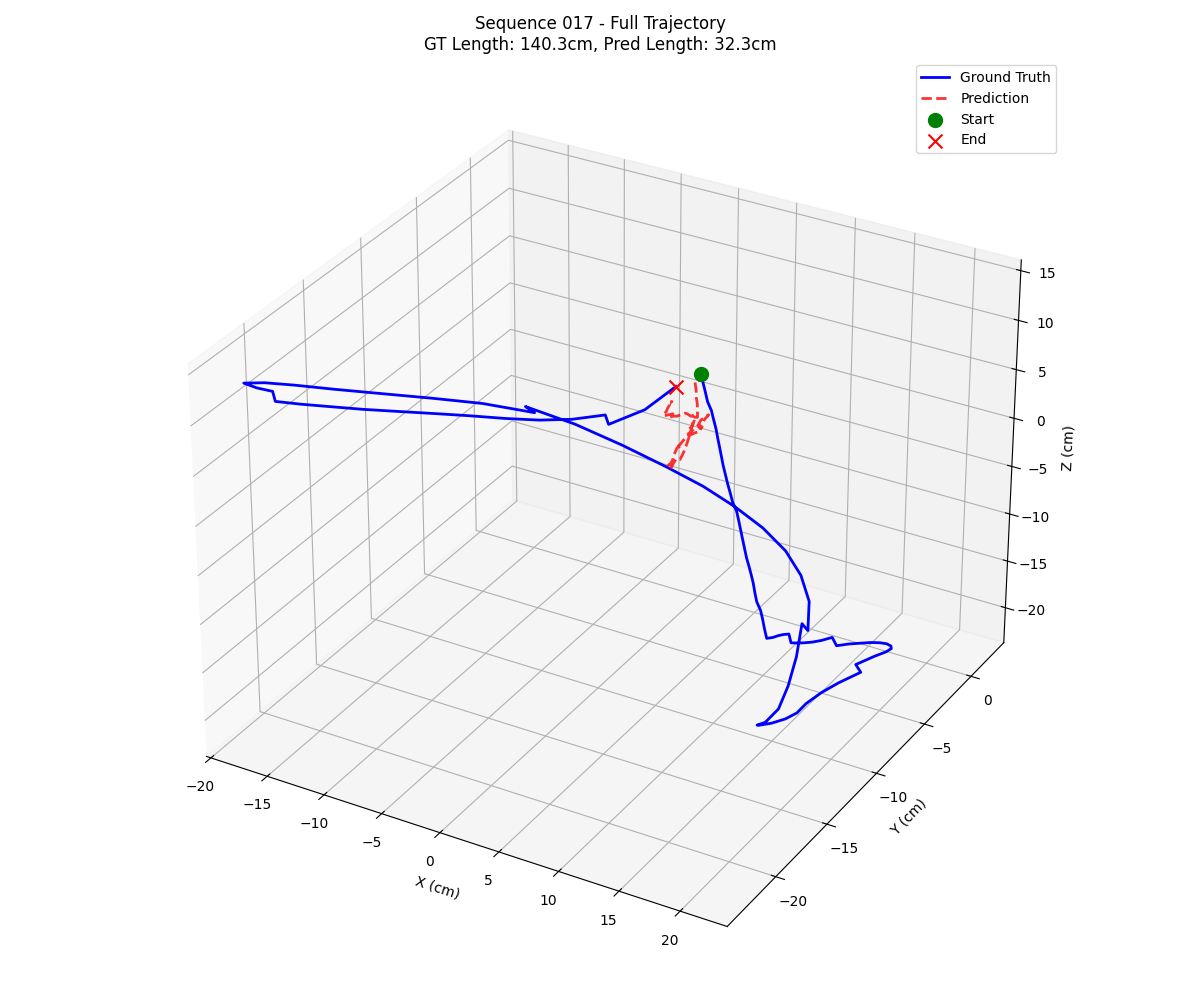 Sequence 017 - Full Trajectory
GT Length: 140.3cm, Pred Length: 32.3cm
Ground Truth
Prediction
Start
End
15
10
5
0
−5
−10
−15
−20
Z (cm)
0
−5
−10
−15
−20
Y (cm)
−20
−15
−10
−5
0
5
10
15
20
X (cm)